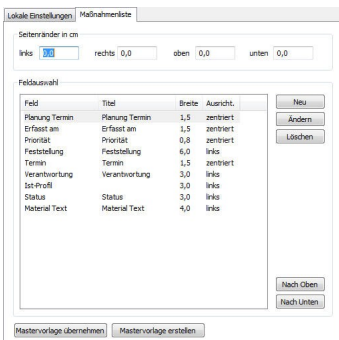 Lokale Einstellungen Maßnahmenliste
Seitenränder in cm
links 0,0 rechts 0,0 oben 0,0 unten 0,0
Feldauswahl
Feld Titel Breite Ausricht. Neu
Planung Termin Planung Termin 1,5 zentriert Ändern
Erfasst am Erfasst am 1,5 zentriert
Priorität Priorität 0,8 zentriert Löschen
Feststellung Feststellung 6,0 links
Termin Termin 1,5 zentriert
Verantwortung Verantwortung 3,0 links
Ist-Profil 3,0 links
Status Status 3,0 links
Material Text Material Text 4,0 links
Nach Oben
Nach Unten
Mastervorlage übernehmen Mastervorlage erstellen